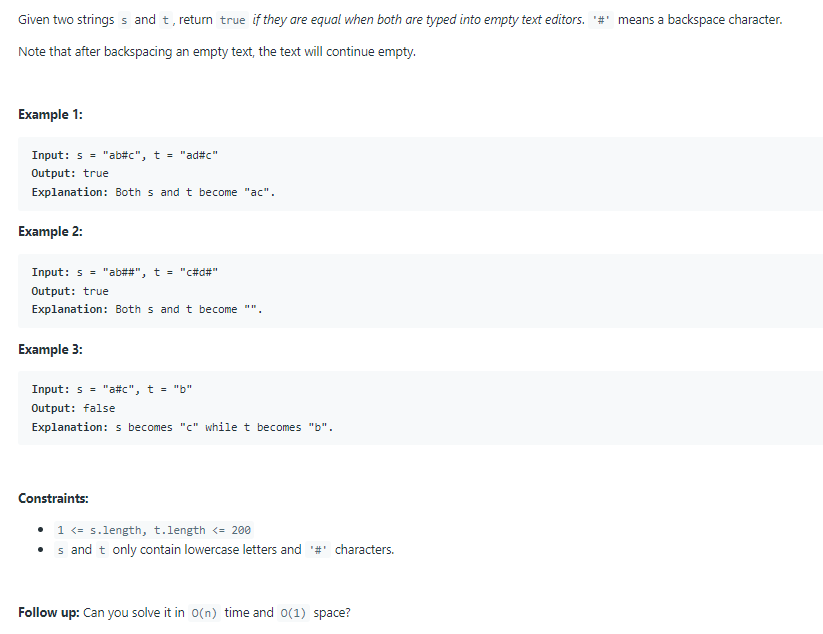 Given two strings s and t, return true if they are equal when both are typed into empty text editors. '#' means a backspace character.
Note that after backspacing an empty text, the text will continue empty.
Example 1:
Input: s = "ab#c", t = "ad#c"
Output: true
Explanation: Both s and t become "ac".
Example 2:
Input: s = "ab##", t = "c#d#"
Output: true
Explanation: Both s and t become "".
Example 3:
Input: s = "a#c", t = "b"
Output: false
Explanation: s becomes "c" while t becomes "b".
Constraints:
• 1 <= s.length, t.length <= 200
• s and t only contain lowercase letters and '#' characters.
Follow up: Can you solve it in O(n) time and O(1) space?